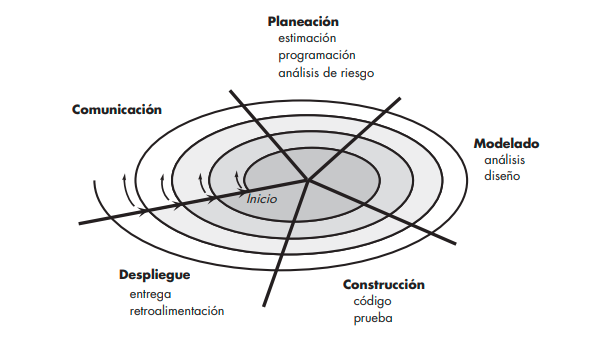 Planeación
estimación
programación
análisis de riesgo
Comunicación
Modelado
análisis
diseño
Inicio
Despliegue
entrega
retroalimentación
Construcción
código
prueba